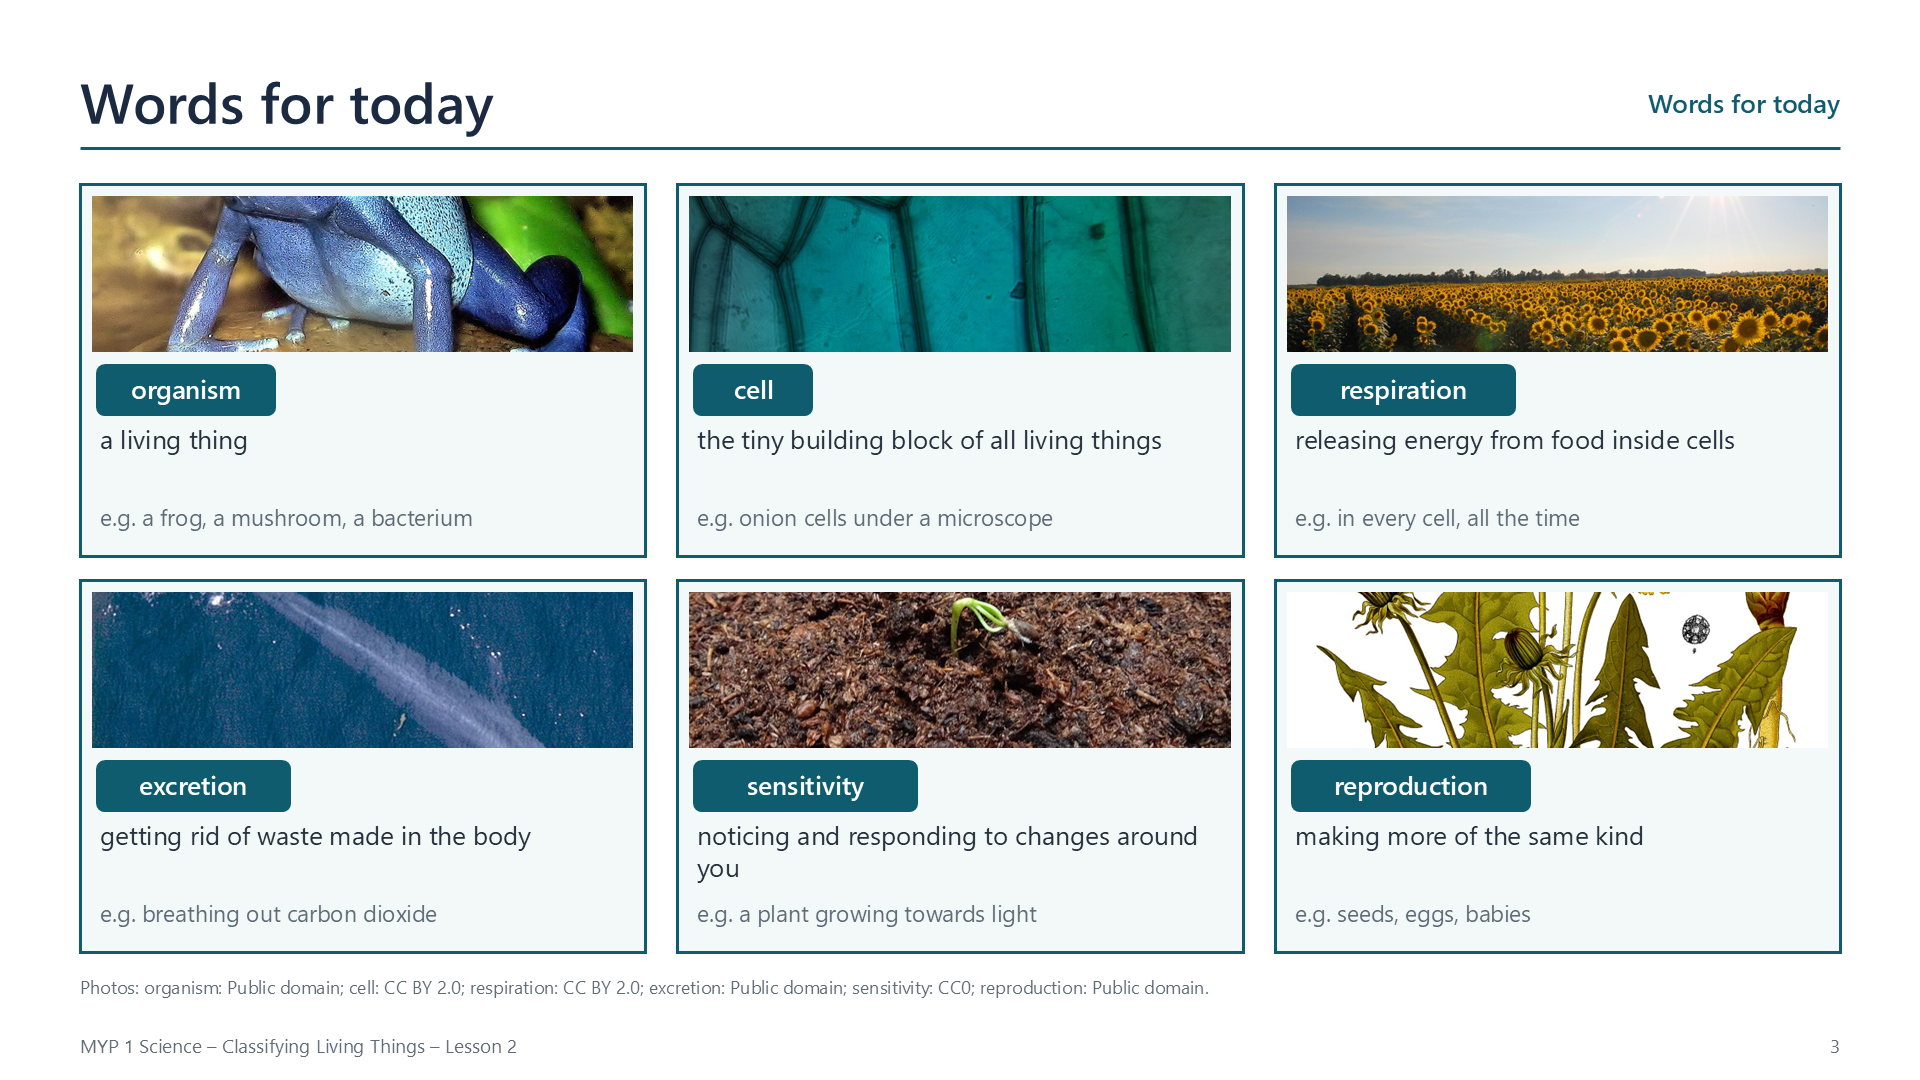 Words for today
Words for today
organism
a living thing
e.g. a frog, a mushroom, a bacterium
cell
the tiny building block of all living things
e.g. onion cells under a microscope
respiration
releasing energy from food inside cells
e.g. in every cell, all the time
excretion
getting rid of waste made in the body
e.g. breathing out carbon dioxide
sensitivity
noticing and responding to changes around
you
e.g. a plant growing towards light
reproduction
making more of the same kind
e.g. seeds, eggs, babies
Photos: organism: Public domain; cell: CC BY 2.0; respiration: CC BY 2.0; excretion: Public domain; sensitivity: CC0; reproduction: Public domain.
MYP 1 Science – Classifying Living Things – Lesson 2
3